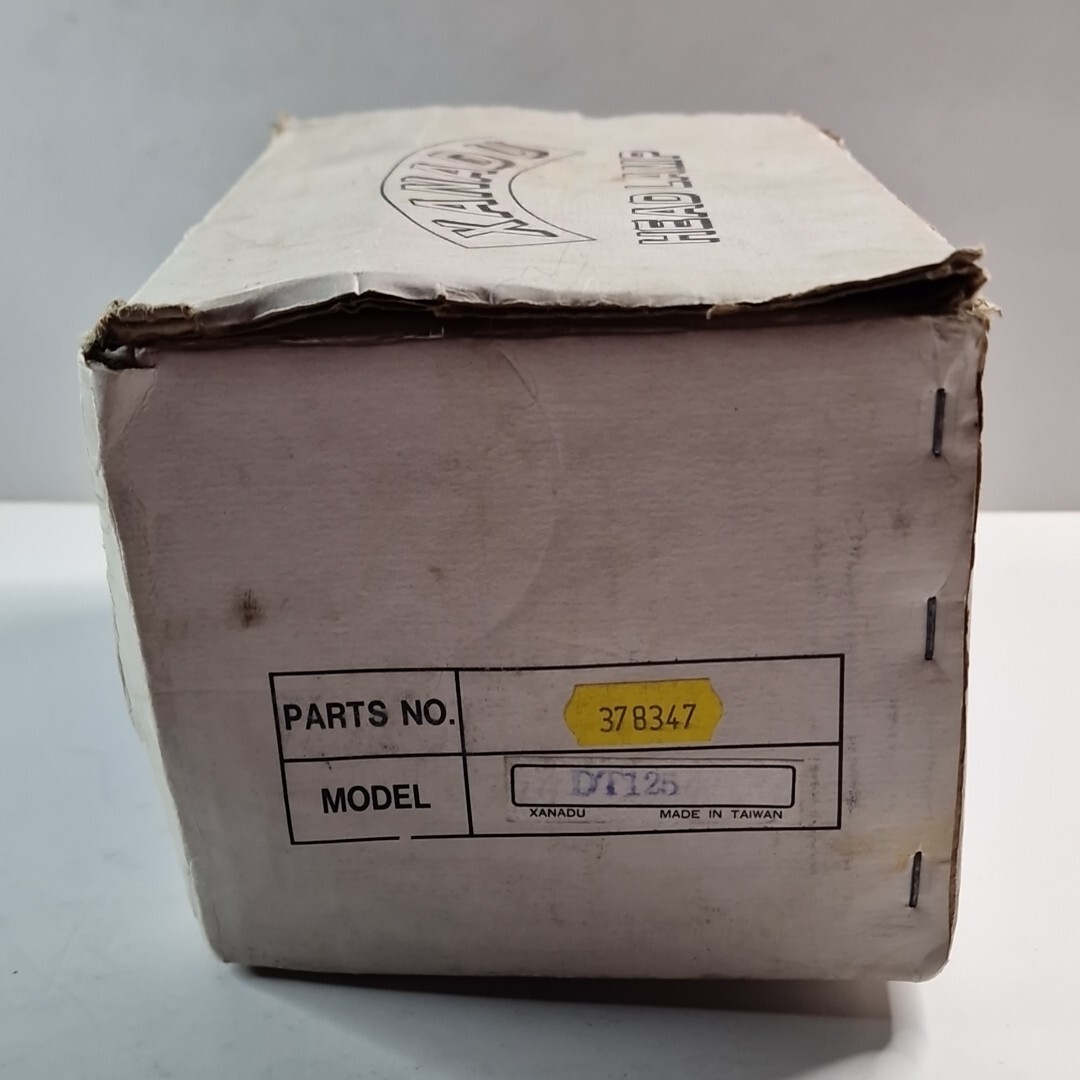 XANADU
HEAD LAMP
PARTS NO. 378347
MODEL DT125
XANADU MADE IN TAIWAN